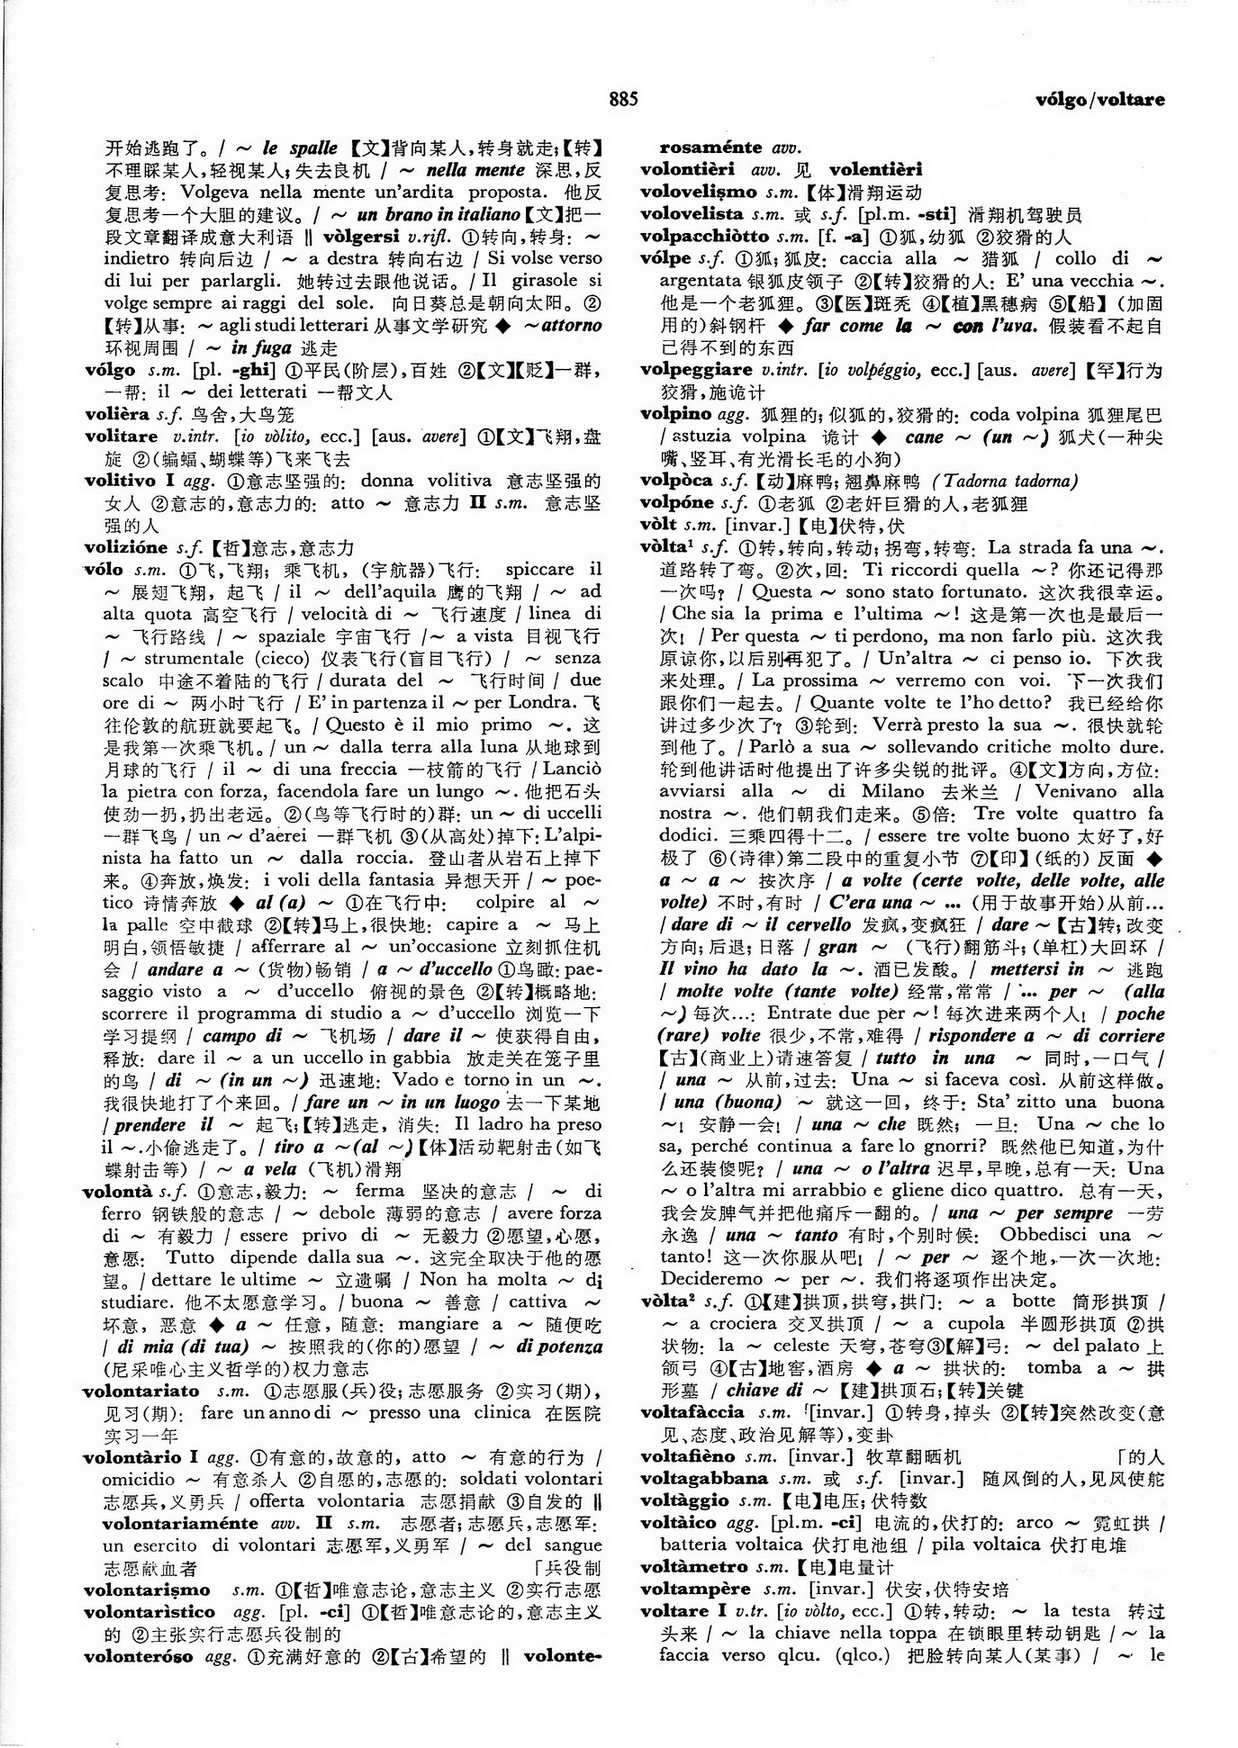 885
vólgo/voltare
开始逃跑了。/ ～ le spalle 【文】背向某人,转身就走;【转】
不理睬某人,轻视某人;失去良机 / ～ nella mente 深思,反
复思考: Volgeva nella mente un'ardita proposta. 他反
复思考一个大胆的建议。/ ～ un brano in italiano【文】把一
段文章翻译成意大利语 ‖ vòlgersi v.rifl. ①转向,转身: ～
indietro 转向后边 / ～ a destra 转向右边 / Si volse verso
di lui per parlargli. 她转过去跟他说话。/ Il girasole si
volge sempre ai raggi del sole. 向日葵总是朝向太阳。②
【转】从事: ～ agli studi letterari 从事文学研究 ◆ ～attorno
环视周围 / ～ in fuga 逃走
vólgo s.m. [pl. -ghi] ①平民(阶层),百姓 ②【文】【贬】一群,
一帮: il ～ dei letterati 一帮文人
volièra s.f. 鸟舍,大鸟笼
volitare v.intr. [io vòlito, ecc.] [aus. avere] ①【文】飞翔,盘
旋 ②(蝙蝠、蝴蝶等)飞来飞去
volitivo I agg. ①意志坚强的: donna volitiva 意志坚强的
女人 ②意志的,意志力的: atto ～ 意志力 II s.m. 意志坚
强的人
volizióne s.f. 【哲】意志,意志力
vólo s.m. ①飞,飞翔; 乘飞机, (宇航器)飞行: spiccare il
～ 展翅飞翔, 起飞 / il ～ dell'aquila 鹰的飞翔 / ～ ad
alta quota 高空飞行 / velocità di ～ 飞行速度 / linea di
～ 飞行路线 / ～ spaziale 宇宙飞行 /～ a vista 目视飞行
/ ～ strumentale (cieco) 仪表飞行(盲目飞行) / ～ senza
scalo 中途不着陆的飞行 / durata del ～ 飞行时间 / due
ore di ～ 两小时飞行 / E' in partenza il ～ per Londra. 飞
往伦敦的航班就要起飞。/ Questo è il mio primo ～. 这
是我第一次乘飞机。/ un ～ dalla terra alla luna 从地球到
月球的飞行 / il ～ di una freccia 一枝箭的飞行 / Lanciò
la pietra con forza, facendola fare un lungo ～. 他把石头
使劲一扔,扔出老远。②(鸟等飞行时的)群: un ～ di uccelli
一群飞鸟 / un ～ d'aerei 一群飞机 ③(从高处)掉下: L'alpi-
nista ha fatto un ～ dalla roccia. 登山者从岩石上掉下
来。④奔放,焕发: i voli della fantasia 异想天开 / ～ poe-
tico 诗情奔放 ◆ al (a) ～ ①在飞行中: colpire al ～
la palle 空中截球 ②【转】马上,很快地: capire a ～ 马上
明白,领悟敏捷 / afferrare al ～ un'occasione 立刻抓住机
会 / andare a ～ (货物)畅销 / a ～ d'uccello ①鸟瞰: pae-
saggio visto a ～ d'uccello 俯视的景色 ②【转】概略地:
scorrere il programma di studio a ～ d'uccello 浏览一下
学习提纲 / campo di ～ 飞机场 / dare il ～ 使获得自由,
释放: dare il ～ a un uccello in gabbia 放走关在笼子里
的鸟 / di ～ (in un ～) 迅速地: Vado e torno in un ～.
我很快地打了个来回。/ fare un ～ in un luogo 去一下某地
/ prendere il ～ 起飞;【转】逃走, 消失: Il ladro ha preso
il ～.小偷逃走了。/ tiro a ～(al ～)【体】活动靶射击(如飞
蝶射击等) / ～ a vela (飞机)滑翔
volontà s.f. ①意志,毅力: ～ ferma 坚决的意志 / ～ di
ferro 钢铁般的意志 / ～ debole 薄弱的意志 / avere forza
di ～ 有毅力 / essere privo di ～ 无毅力 ②愿望,心愿,
意愿: Tutto dipende dalla sua ～. 这完全取决于他的愿
望。/ dettare le ultime ～ 立遗嘱 / Non ha molta ～ di
studiare. 他不太愿意学习。/ buona ～ 善意 / cattiva ～
坏意, 恶意 ◆ a ～ 任意, 随意: mangiare a ～ 随便吃
/ di mia (di tua) ～ 按照我的(你的)愿望 / ～ di potenza
(尼采唯心主义哲学的)权力意志
volontariato s.m. ①志愿服(兵)役;志愿服务 ②实习(期),
见习(期): fare un anno di ～ presso una clinica 在医院
实习一年
volontàrio I agg. ①有意的,故意的, atto ～ 有意的行为 /
omicidio ～ 有意杀人 ②自愿的,志愿的: soldati volontari
志愿兵,义勇兵 / offerta volontaria 志愿捐献 ③自发的 ‖
volontariaménte avv. II s.m. 志愿者;志愿兵,志愿军:
un esercito di volontari 志愿军,义勇军 / ～ del sangue
志愿献血者 「兵役制
volontariṣmo s.m. ①【哲】唯意志论,意志主义 ②实行志愿
volontarìstico agg. [pl. -ci] ①【哲】唯意志论的,意志主义
的 ②主张实行志愿兵役制的
volonteróso agg. ①充满好意的 ②【古】希望的 ‖ volonte-
rosaménte avv.
volontièri avv. 见 volentièri
voloveliṣmo s.m. 【体】滑翔运动
volovelista s.m. 或 s.f. [pl.m. -sti] 滑翔机驾驶员
volpacchiòtto s.m. [f. -a] ①狐,幼狐 ②狡猾的人
vólpe s.f. ①狐;狐皮: caccia alla ～ 猎狐 / collo di ～
argentata 银狐皮领子 ②【转】狡猾的人: E' una vecchia ～.
他是一个老狐狸。③【医】斑秃 ④【植】黑穗病 ⑤【船】(加固
用的)斜钢杆 ◆ far come la ～ con l'uva. 假装看不起自
己得不到的东西
volpeggiare v.intr. [io volpéggio, ecc.] [aus. avere] 【罕】行为
狡猾,施诡计
volpino agg. 狐狸的;似狐的,狡猾的: coda volpina 狐狸尾巴
/ astuzia volpina 诡计 ◆ cane ～ (un ～) 狐犬(一种尖
嘴、竖耳、有光滑长毛的小狗)
volpòca s.f. 【动】麻鸭;翘鼻麻鸭 (Tadorna tadorna)
volpóne s.f. ①老狐 ②老奸巨猾的人,老狐狸
vòlt s.m. [invar.] 【电】伏特,伏
vòlta¹ s.f. ①转,转向,转动;拐弯,转弯: La strada fa una ～.
道路转了弯。②次,回: Ti riccordi quella ～? 你还记得那
一次吗? / Questa ～ sono stato fortunato. 这次我很幸运。
/ Che sia la prima e l'ultima ～! 这是第一次也是最后一
次! / Per questa ～ ti perdono, ma non farlo più. 这次我
原谅你,以后别再犯了。/ Un'altra ～ ci penso io. 下次我
来处理。/ La prossima ～ verremo con voi. 下一次我们
跟你们一起去。/ Quante volte te l'ho detto? 我已经给你
讲过多少次了? ③轮到: Verrà presto la sua ～. 很快就轮
到他了。/ Parlò a sua ～ sollevando critiche molto dure.
轮到他讲话时他提出了许多尖锐的批评。④【文】方向,方位:
avviarsi alla ～ di Milano 去米兰 / Venivano alla
nostra ～. 他们朝我们走来。⑤倍: Tre volte quattro fa
dodici. 三乘四得十二。/ essere tre volte buono 太好了,好
极了 ⑥(诗律)第二段中的重复小节 ⑦【印】(纸的) 反面 ◆
a ～ a ～ 按次序 / a volte (certe volte, delle volte, alle
volte) 不时,有时 / C'era una ～ … (用于故事开始)从前…
/ dare di ～ il cervello 发疯,变疯狂 / dare ～【古】转;改变
方向;后退;日落 / gran ～ (飞行)翻筋斗;(单杠)大回环 /
Il vino ha dato la ～. 酒已发酸。/ mettersi in ～ 逃跑
/ molte volte (tante volte) 经常,常常 / … per ～ (alla
～) 每次…: Entrate due per ～! 每次进来两个人! / poche
(rare) volte 很少,不常,难得 / rispondere a ～ di corriere
【古】(商业上)请速答复 / tutto in una ～ 同时,一口气 /
/ una ～ 从前,过去: Una ～ si faceva così. 从前这样做。
/ una (buona) ～ 就这一回, 终于: Sta' zitto una buona
～! 安静一会! / una ～ che 既然; 一旦: Una ～ che lo
sa, perché continua a fare lo gnorri? 既然他已知道,为什
么还装傻呢? / una ～ o l'altra 迟早,早晚,总有一天: Una
～ o l'altra mi arrabbio e gliene dico quattro. 总有一天,
我会发脾气并把他痛斥一翻的。/ una ～ per sempre 一劳
永逸 / una ～ tanto 有时,个别时候: Obbedisci una ～
tanto! 这一次你服从吧! / ～ per ～ 逐个地,一次一次地:
Decideremo ～ per ～. 我们将逐项作出决定。
vòlta² s.f. ①【建】拱顶,拱穹,拱门: ～ a botte 筒形拱顶 /
～ a crociera 交叉拱顶 / ～ a cupola 半圆形拱顶 ②拱
状物: la ～ celeste 天穹,苍穹③【解】弓: ～ del palato 上
颌弓 ④【古】地窖,酒房 ◆ a ～ 拱状的: tomba a ～ 拱
形墓 / chiave di ～ 【建】拱顶石;【转】关键
voltafàccia s.m. [invar.] ①转身,掉头 ②【转】突然改变(意
见、态度、政治见解等),变卦
voltafièno s.m. [invar.] 牧草翻晒机 「的人
voltagabbana s.m. 或 s.f. [invar.] 随风倒的人,见风使舵
voltàggio s.m. 【电】电压;伏特数
voltàico agg. [pl.m. -ci] 电流的,伏打的: arco ～ 霓虹拱 /
batteria voltaica 伏打电池组 / pila voltaica 伏打电堆
voltàmetro s.m. 【电】电量计
voltampère s.m. [invar.] 伏安,伏特安培
voltare I v.tr. [io vòlto, ecc.] ①转,转动: ～ la testa 转过
头来 / ～ la chiave nella toppa 在锁眼里转动钥匙 / ～ la
faccia verso qlcu. (qlco.) 把脸转向某人(某事) / ～ le